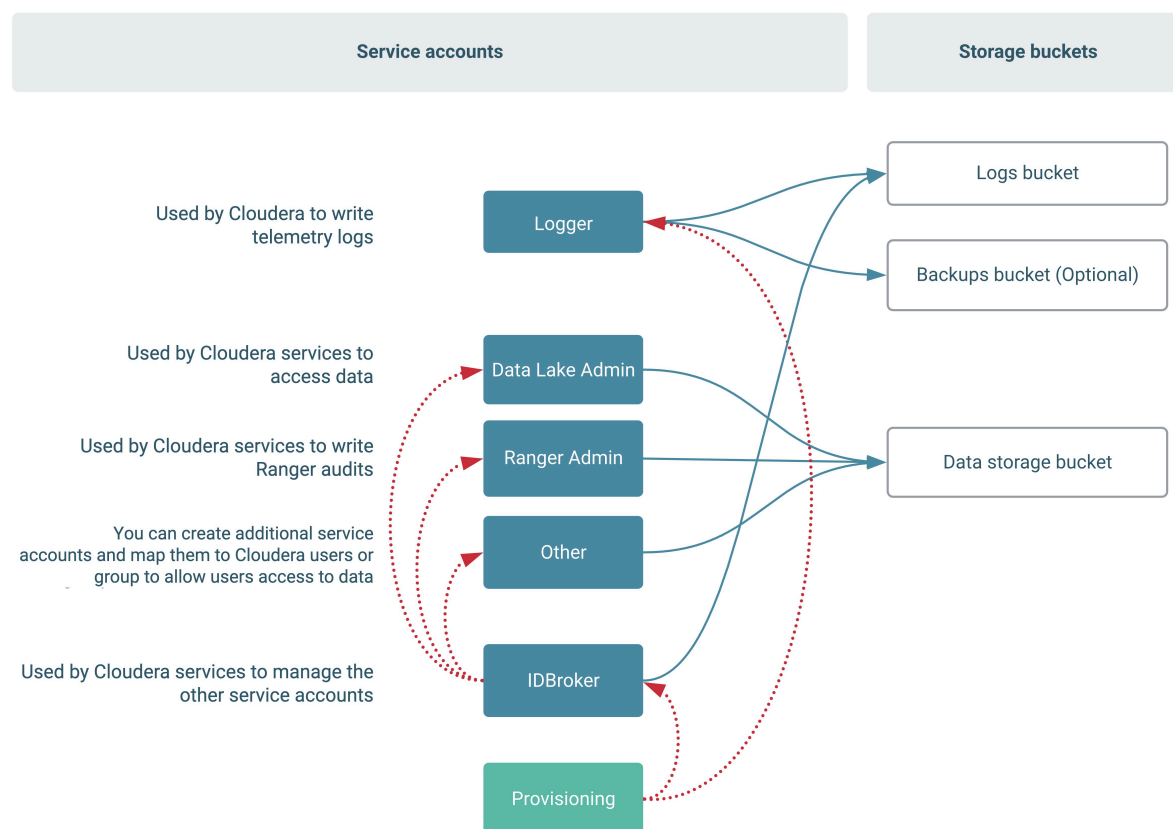 Service accounts
Storage buckets
Logs bucket
Used by Cloudera to write
telemetry logs
Logger
Backups bucket (Optional)
Used by Cloudera services to
access data
Data Lake Admin
Used by Cloudera services to write
Ranger audits
Ranger Admin
Data storage bucket
You can create additional service
accounts and map them to Cloudera users or
group to allow users access to data
Other
Used by Cloudera services to manage the
other service accounts
IDBroker
Provisioning